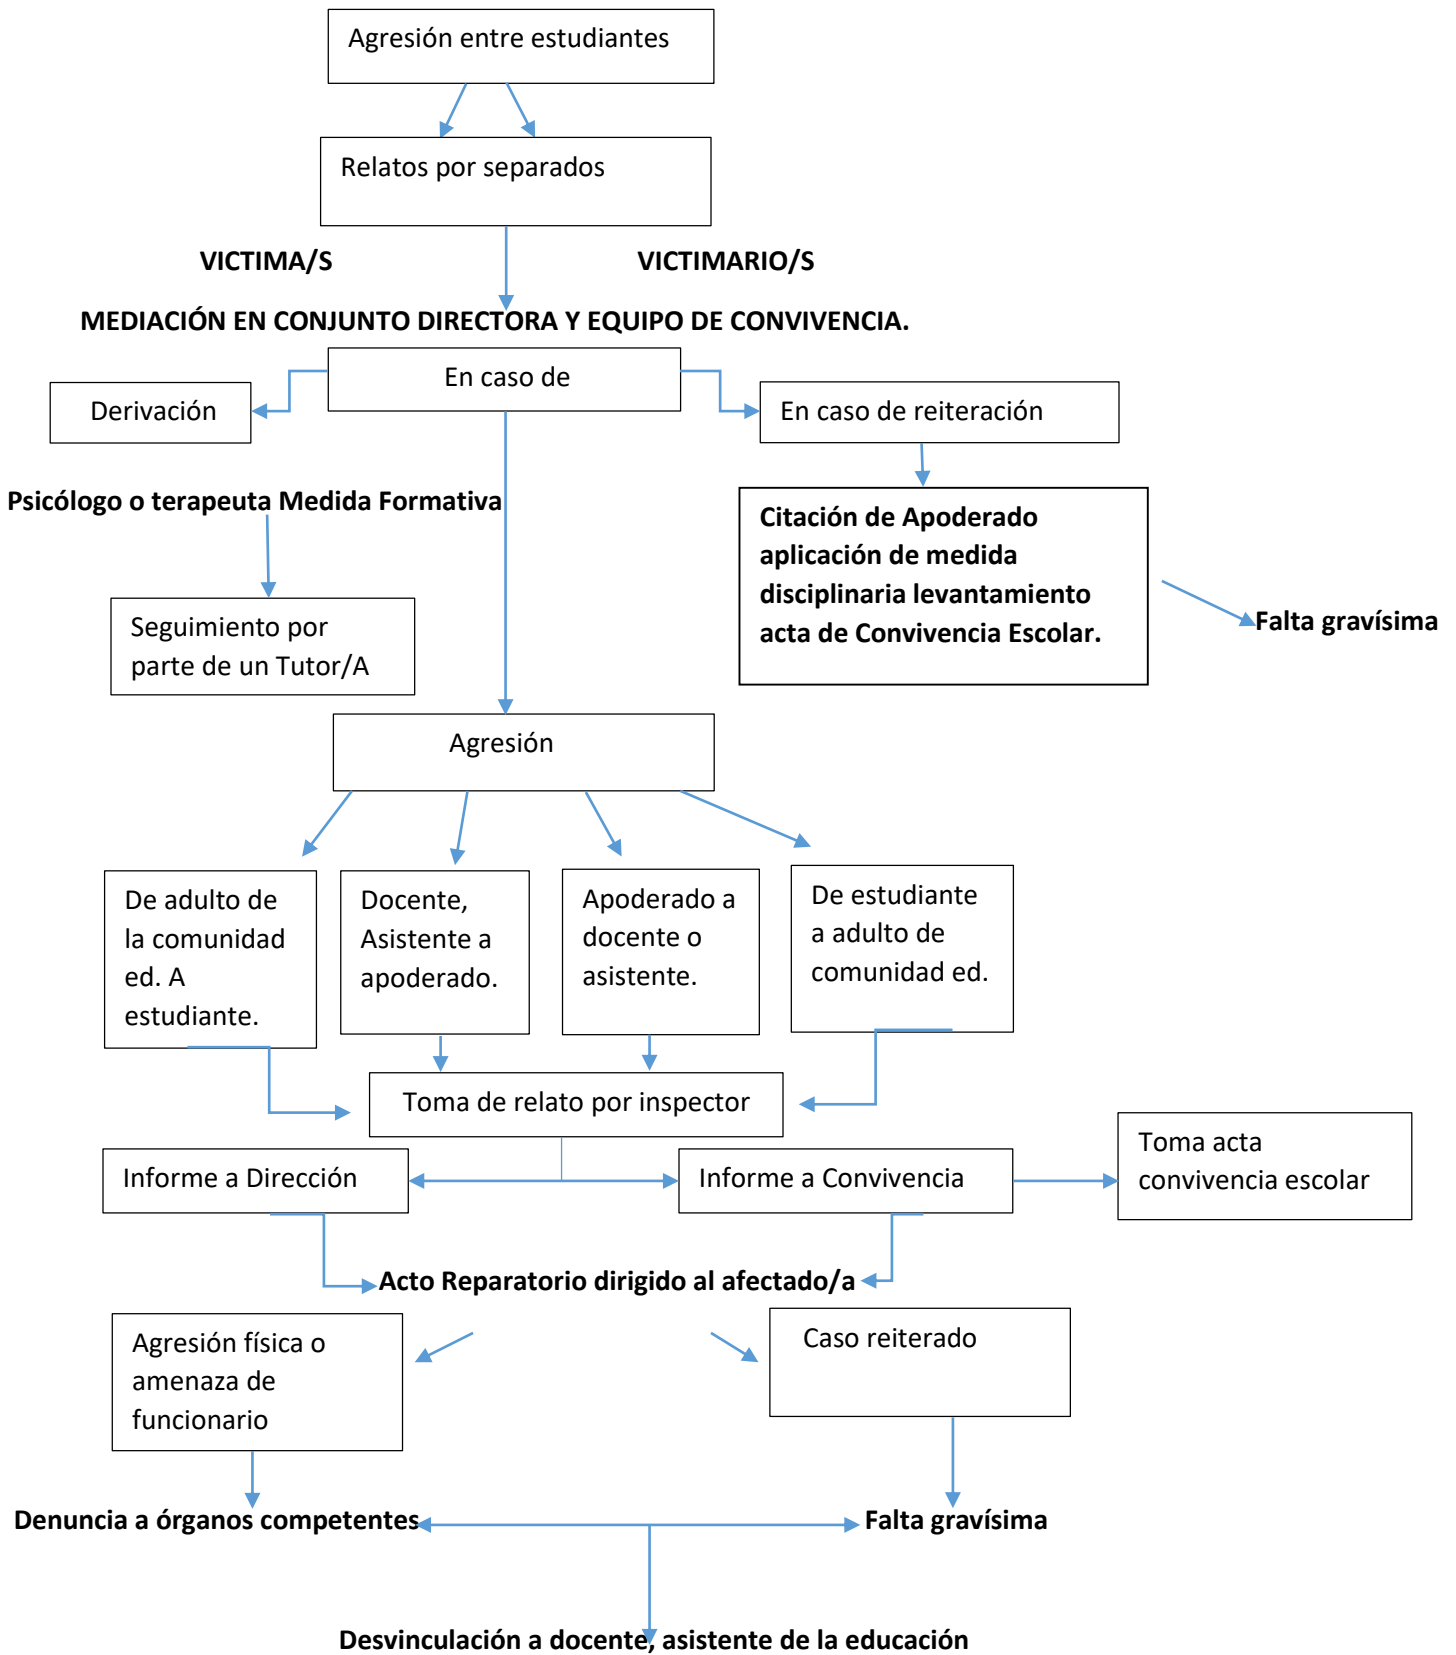 Agresión entre estudiantes
Relatos por separados
VICTIMA/S
VICTIMARIO/S
MEDIACIÓN EN CONJUNTO DIRECTORA Y EQUIPO DE CONVIVENCIA.
En caso de
Derivación
En caso de reiteración
Psicólogo o terapeuta Medida Formativa
Citación de Apoderado
aplicación de medida
disciplinaria levantamiento
acta de Convivencia Escolar.
Falta gravísima
Seguimiento por
parte de un Tutor/A
Agresión
De adulto de
la comunidad
ed. A
estudiante.
Docente,
Asistente a
apoderado.
Apoderado a
docente o
asistente.
De estudiante
a adulto de
comunidad ed.
Toma de relato por inspector
Informe a Dirección
Informe a Convivencia
Toma acta
convivencia escolar
Acto Reparatorio dirigido al afectado/a
Agresión física o
amenaza de
funcionario
Caso reiterado
Denuncia a órganos competentes
Falta gravísima
Desvinculación a docente, asistente de la educación